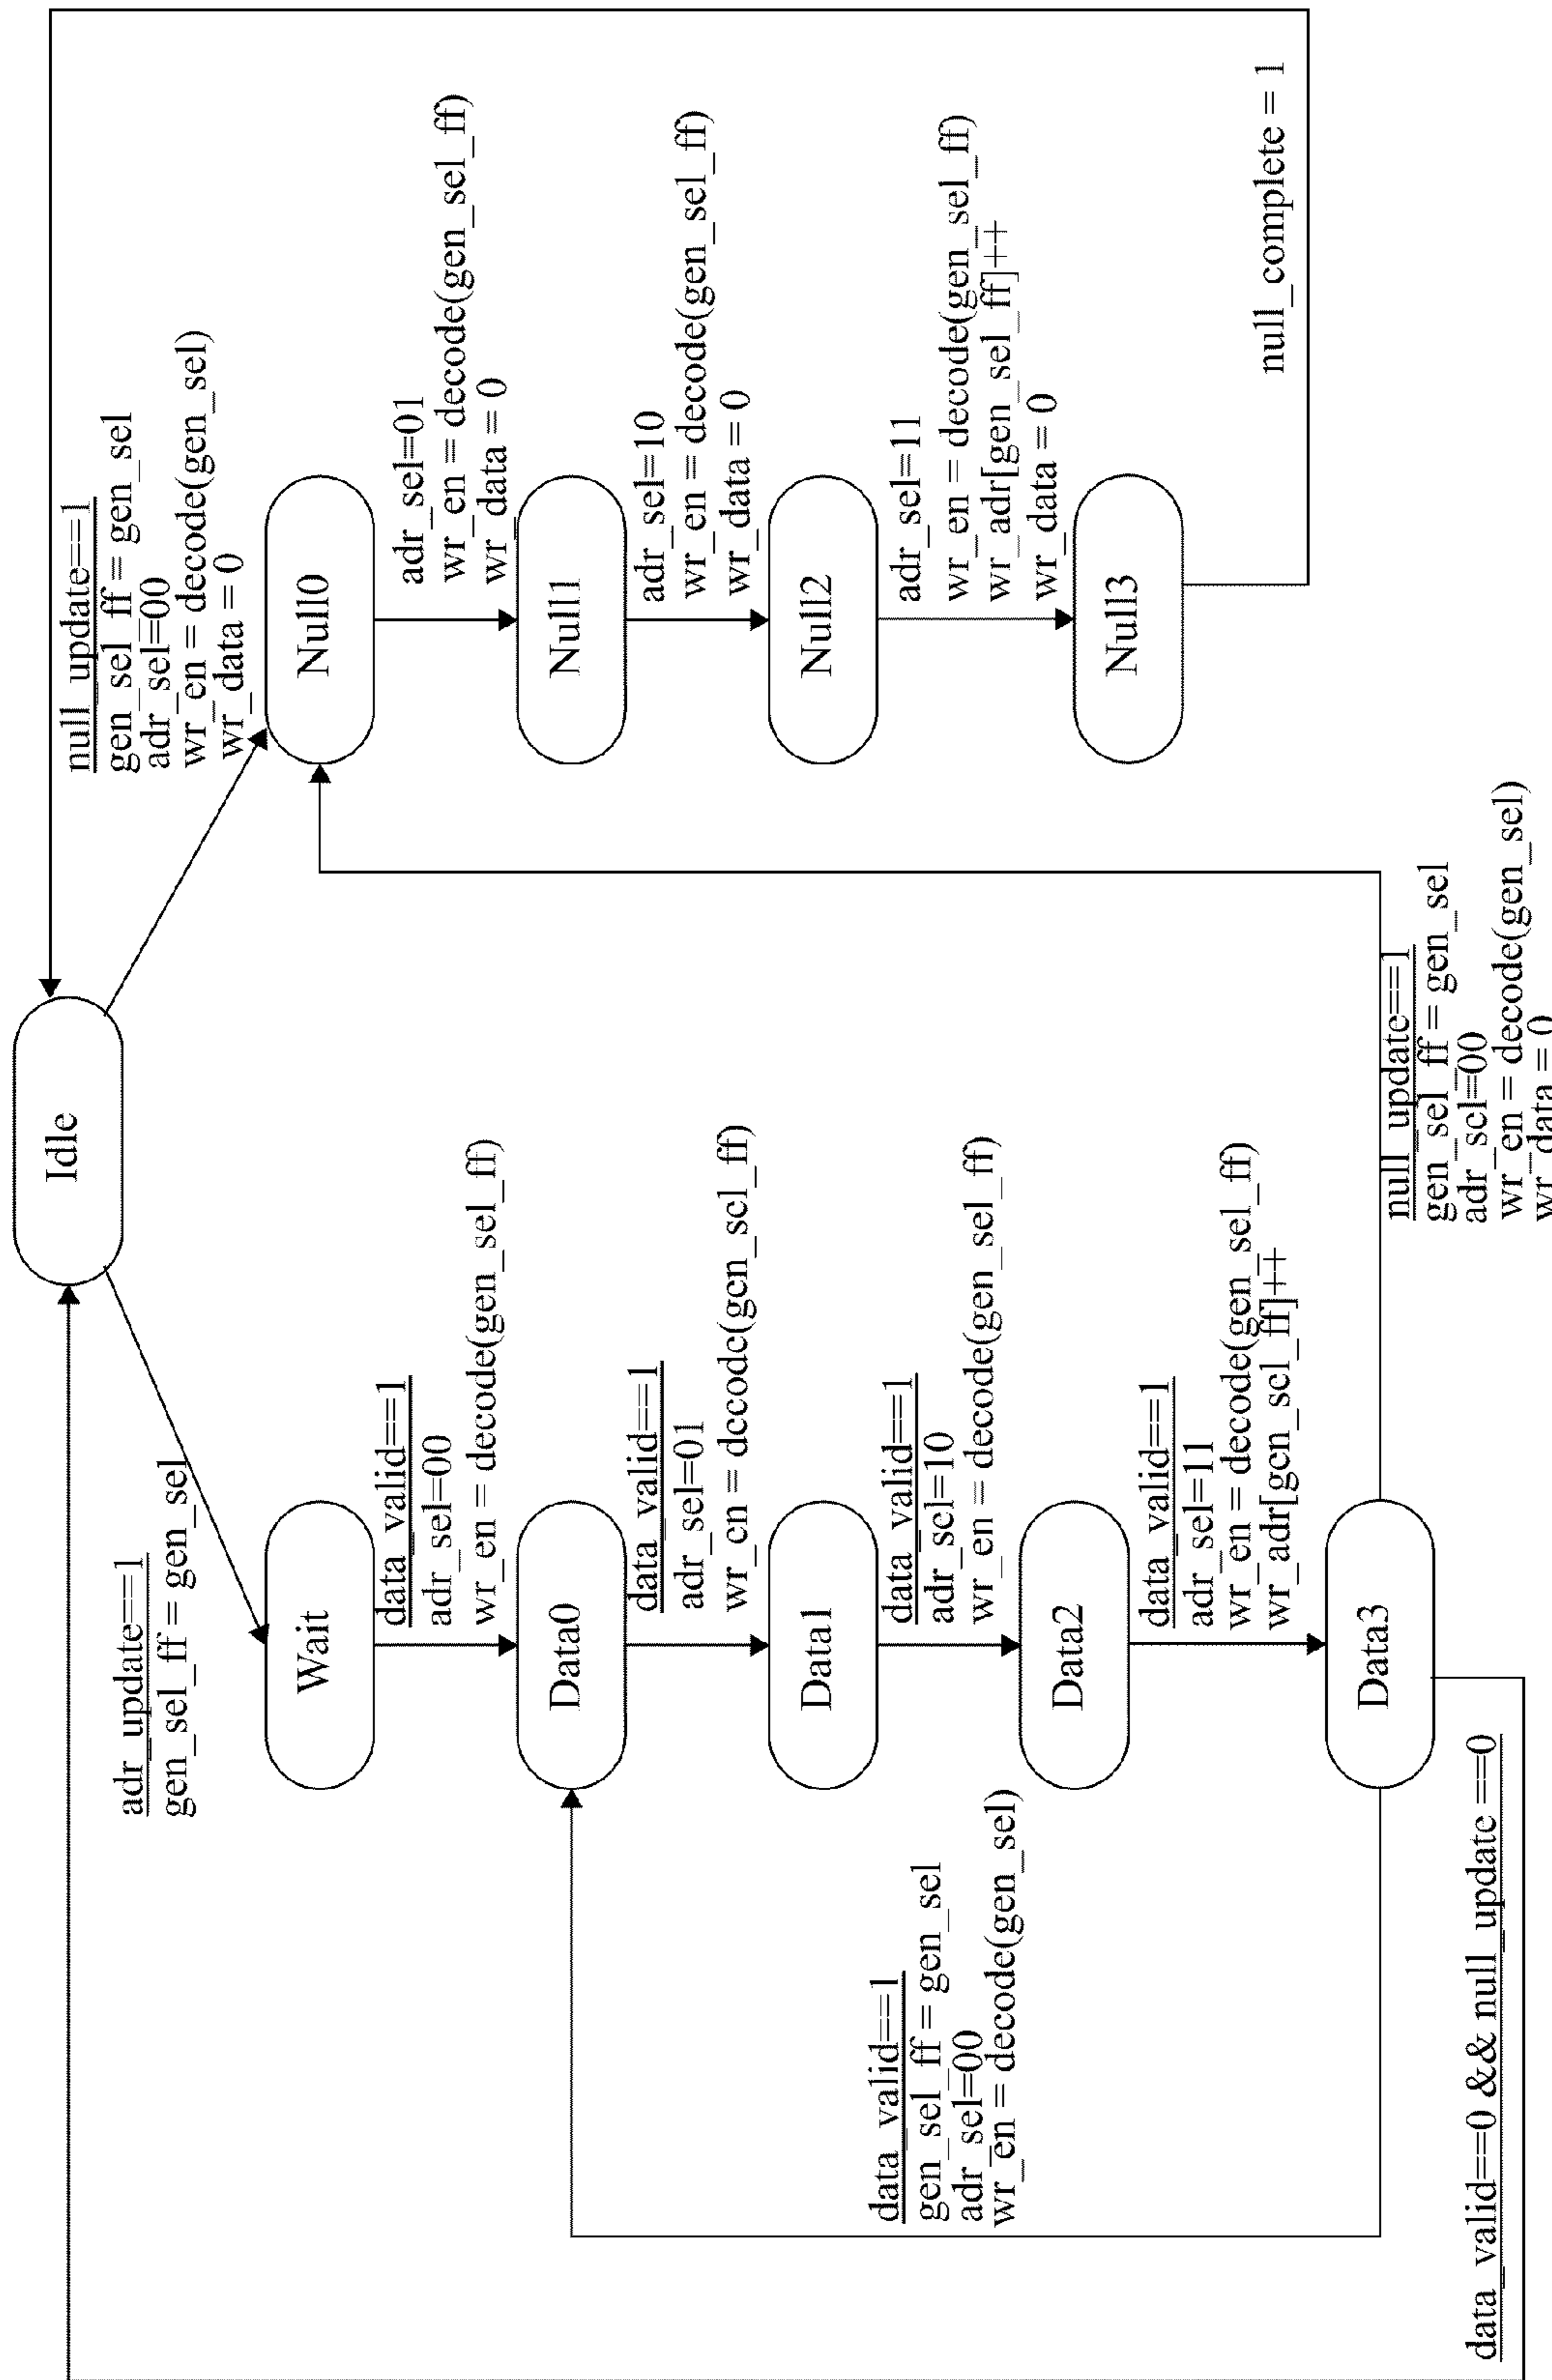 Idle
adr_update==1
gen_sel_ff = gen_sel
null_update==1
gen_sel_ff = gen_sel
adr_sel=00
wr_en = decode(gen_sel)
wr_data = 0
Wait
data_valid==1
adr_sel=00
wr_en = decode(gen_sel_ff)
Data0
data_valid==1
adr_sel=01
wr_en = decode(gen_sel_ff)
Data1
data_valid==1
adr_sel=10
wr_en = decode(gen_sel_ff)
Data2
data_valid==1
adr_sel=11
wr_en = decode(gen_sel_ff)
wr_adr[gen_sel_ff]++
Data3
data_valid==1
gen_sel_ff = gen_sel
adr_sel=00
wr_en = decode(gen_sel)
data_valid==0 && null_update ==0
null_update==1
gen_sel_ff = gen_sel
adr_sel=00
wr_en = decode(gen_sel)
wr_data = 0
Null0
adr_sel=01
wr_en = decode(gen_sel_ff)
wr_data = 0
Null1
adr_sel=10
wr_en = decode(gen_sel_ff)
wr_data = 0
Null2
adr_sel=11
wr_en = decode(gen_sel_ff)
wr_adr[gen_sel_ff]++
wr_data = 0
Null3
null_complete = 1